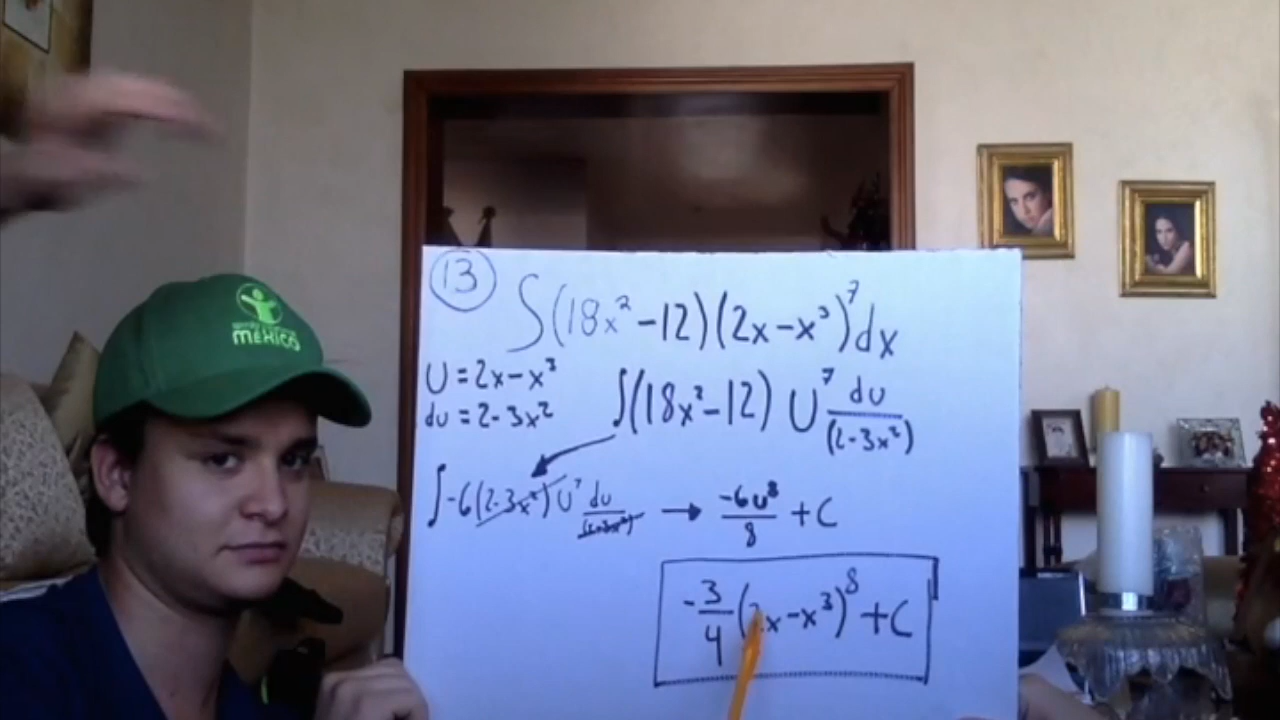 MÉXICO
13
∫(18x²-12)(2x-x³)⁷dx
U=2x-x³
du=2-3x²
∫(18x²-12) U⁷ du/(2-3x²)
∫-6(2-3x²)U⁷ du/(2-3x²) → -6u⁸/8 +C
-3/4(2x-x³)⁸+C